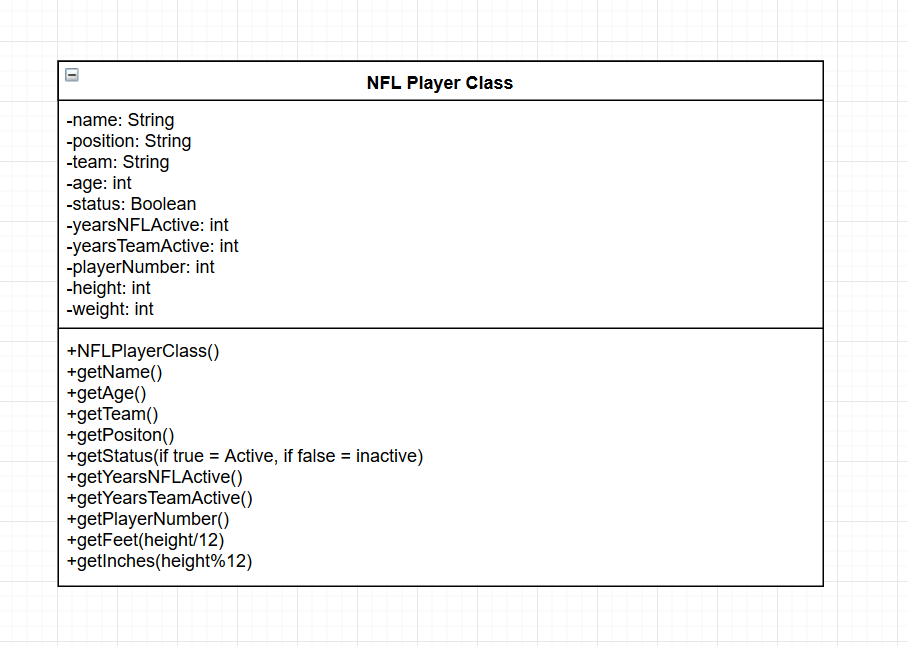 NFL Player Class
-name: String
-position: String
-team: String
-age: int
-status: Boolean
-yearsNFLActive: int
-yearsTeamActive: int
-playerNumber: int
-height: int
-weight: int
+NFLPlayerClass()
+getName()
+getAge()
+getTeam()
+getPositon()
+getStatus(if true = Active, if false = inactive)
+getYearsNFLActive()
+getYearsTeamActive()
+getPlayerNumber()
+getFeet(height/12)
+getInches(height%12)